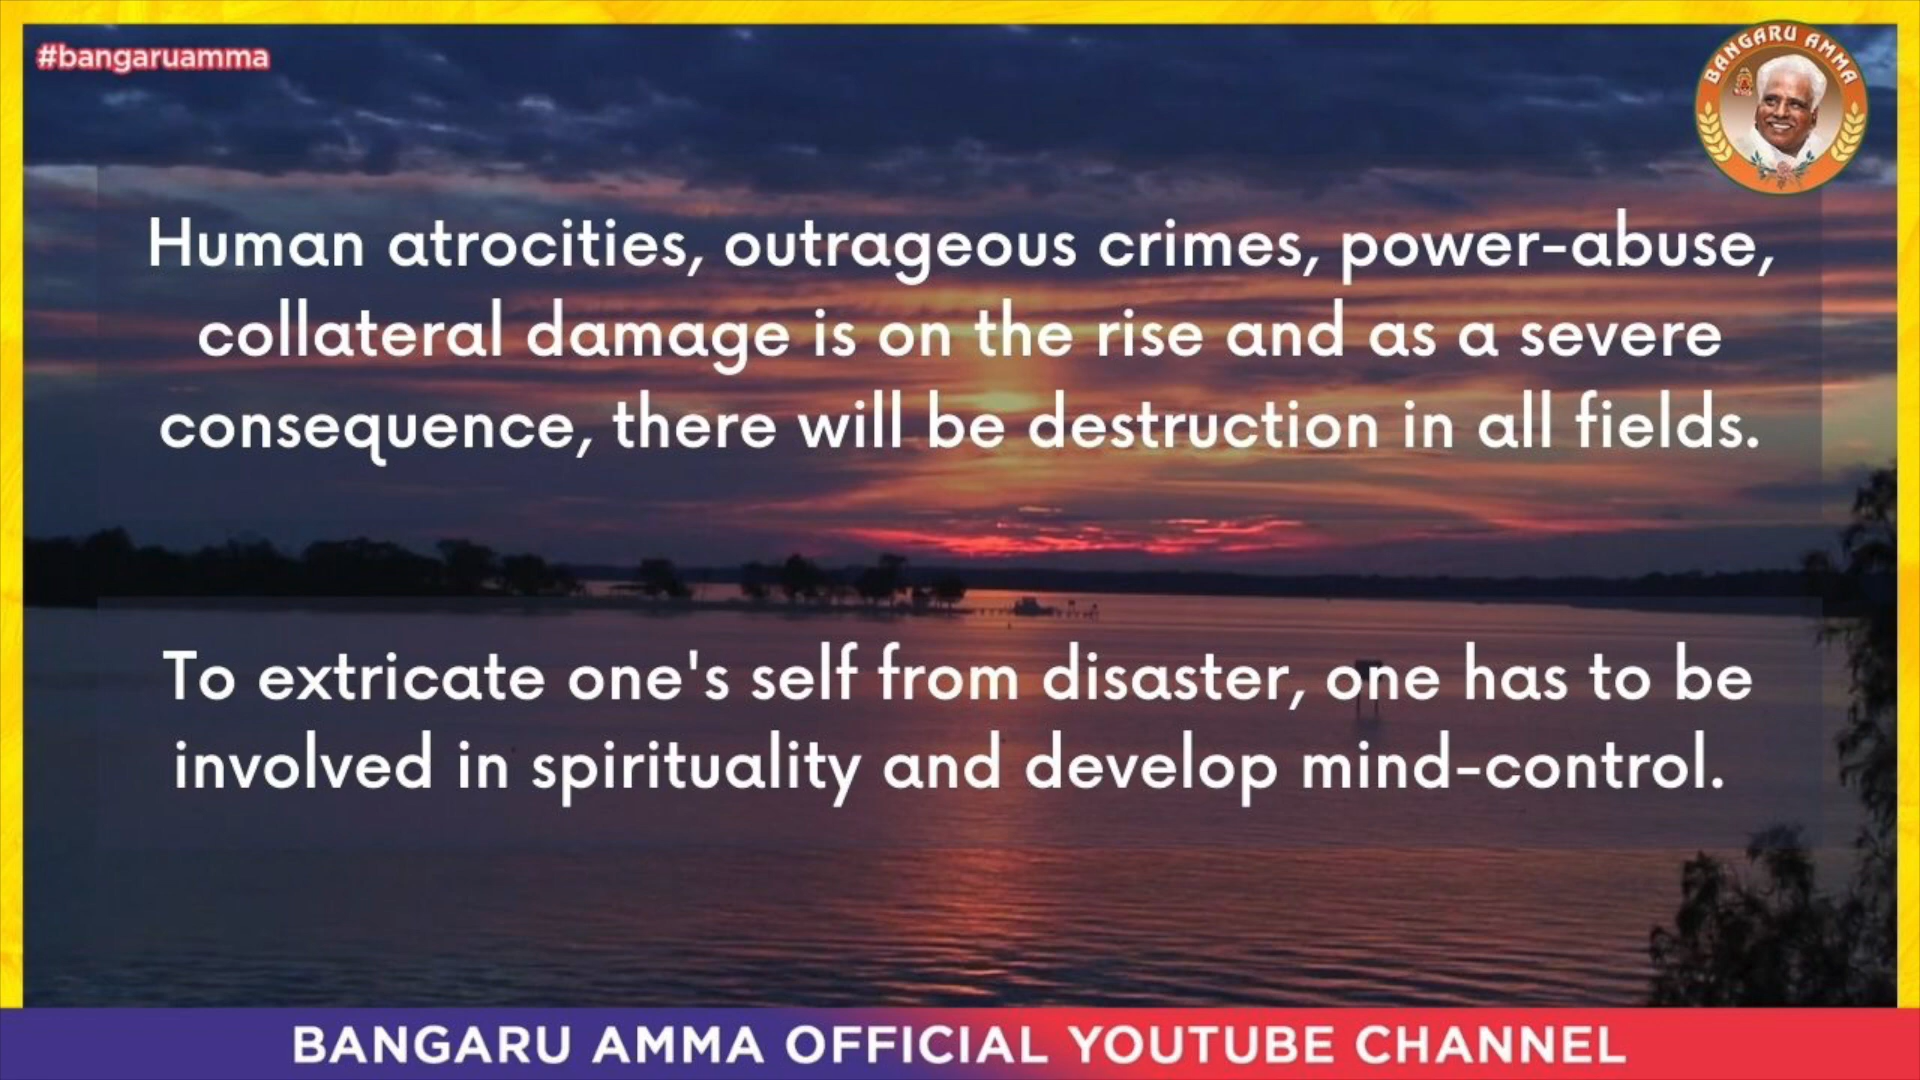 #bangaruamma
BANGARU AMMA
Human atrocities, outrageous crimes, power-abuse,
collateral damage is on the rise and as a severe
consequence, there will be destruction in all fields.
To extricate one's self from disaster, one has to be
involved in spirituality and develop mind-control.
BANGARU AMMA OFFICIAL YOUTUBE CHANNEL